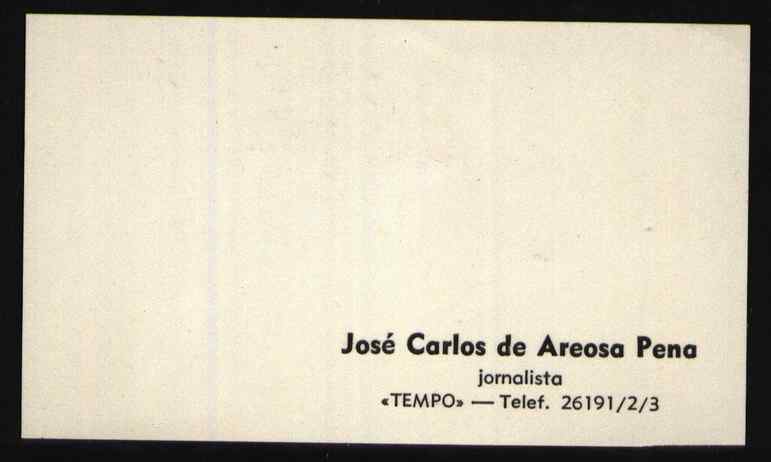 José Carlos de Areosa Pena
jornalista
«TEMPO» — Telef. 26191/2/3